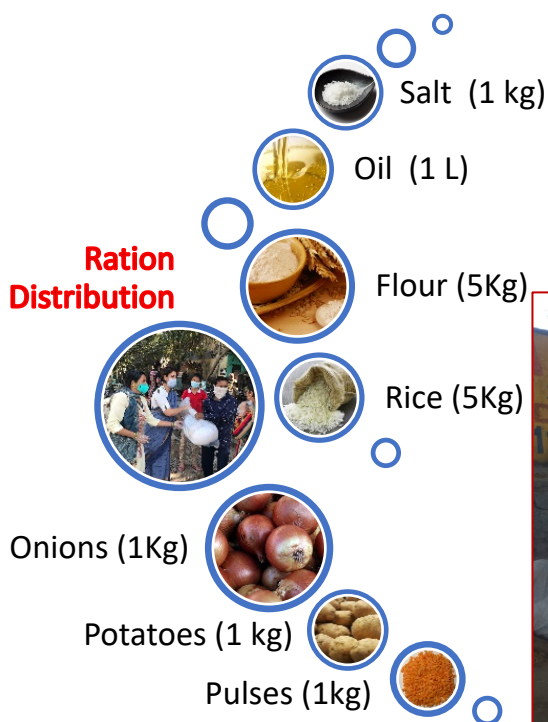 Salt (1 kg)
Oil (1 L)
Ration
Distribution
Flour (5Kg)
Rice (5Kg)
Onions (1Kg)
Potatoes (1 kg)
Pulses (1kg)